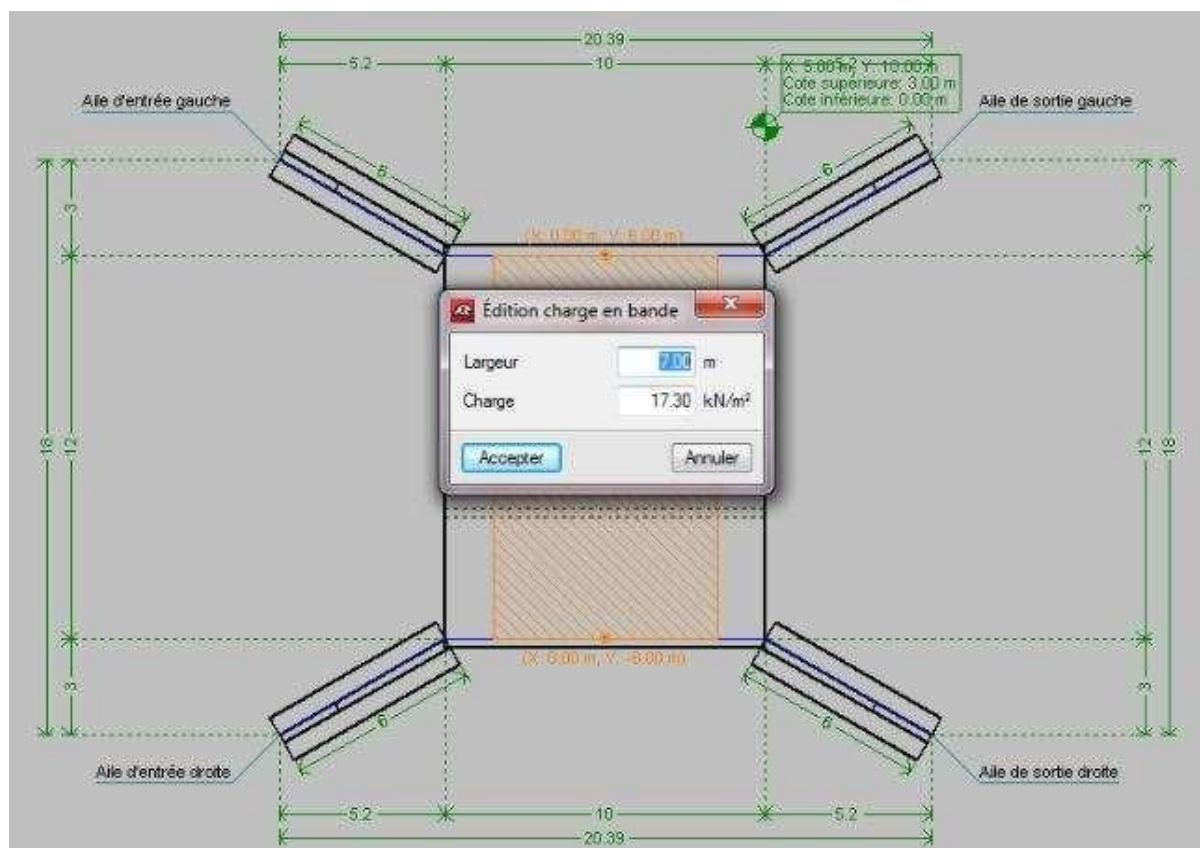 20.39
5.2
10
5.2
X: 5.00 m, Y: 10.00 m
Cote supérieure: 3.00 m
Cote inférieure: 0.00 m
Aile d'entrée gauche
Aile de sortie gauche
6
6
3
3
(X: 0.00 m, Y: 6.00 m)
Édition charge en bande
Largeur 7.00 m
Charge 17.30 kN/m²
Accepter Annuler
18
12
12
18
3
3
(X: 0.00 m, Y: -6.00 m)
6
6
Aile d'entrée droite
Aile de sortie droite
5.2
10
5.2
20.39